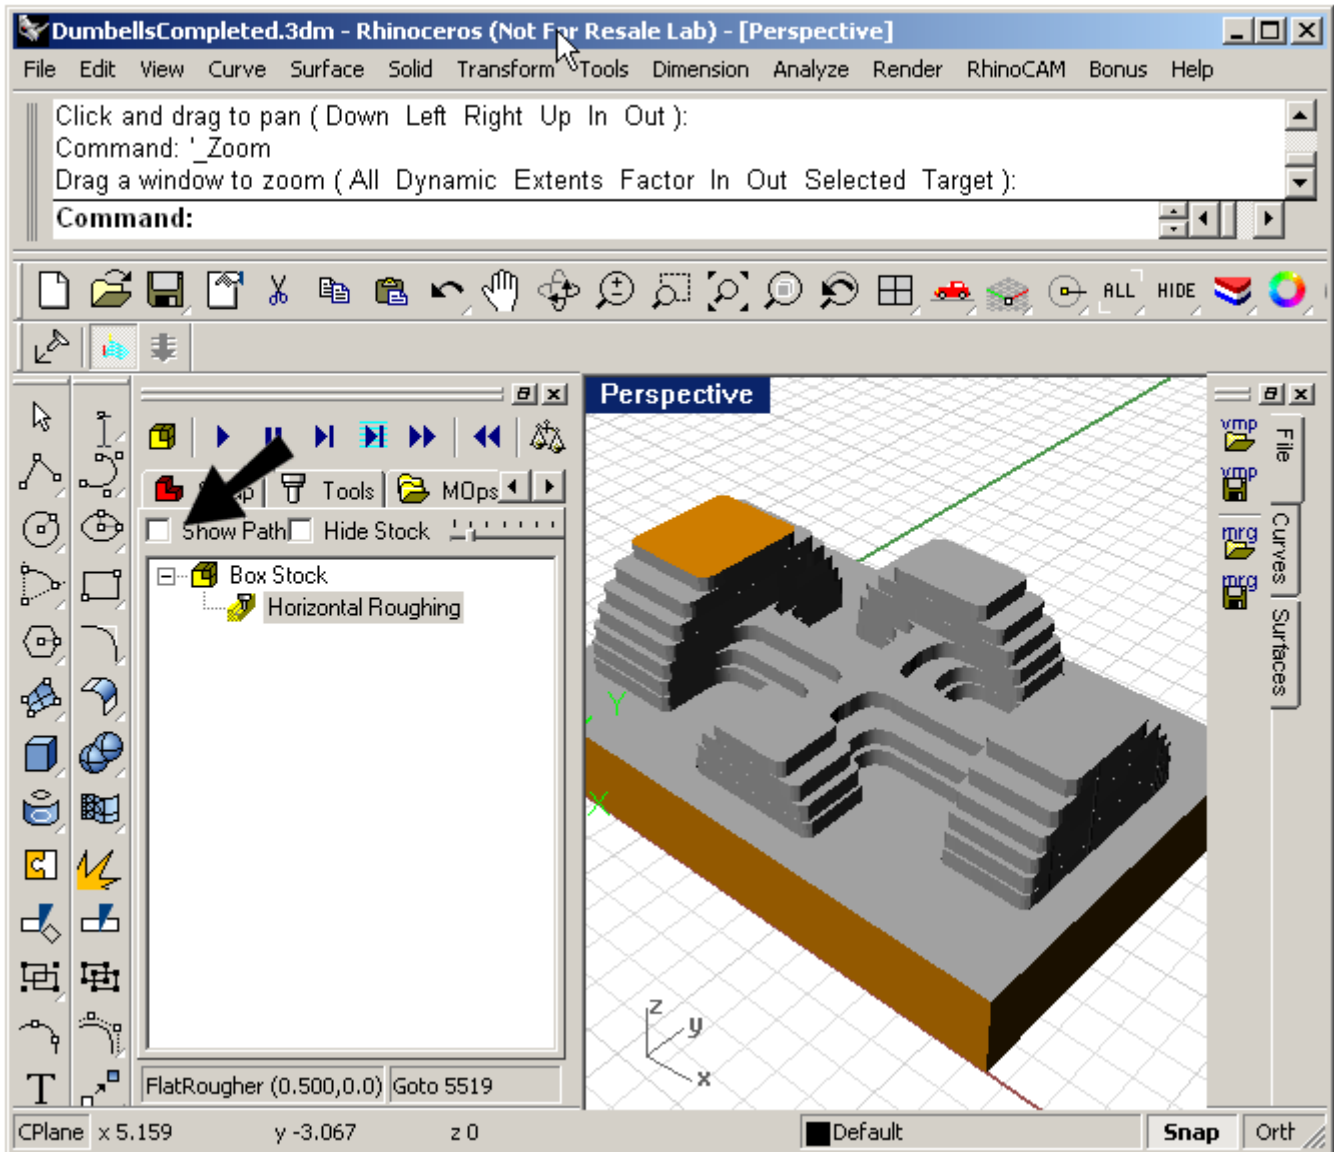 DumbellsCompleted.3dm - Rhinoceros (Not For Resale Lab) - [Perspective]
File Edit View Curve Surface Solid Transform Tools Dimension Analyze Render RhinoCAM Bonus Help
Click and drag to pan ( Down Left Right Up In Out ):
Command: '_Zoom
Drag a window to zoom ( All Dynamic Extents Factor In Out Selected Target ):
Command:
ALL HIDE
Perspective
Tools MOps
Show Path Hide Stock
Box Stock
Horizontal Roughing
vmp
vmp
mrg
mrg
File
Curves
Surfaces
Y
X
z
y
x
T
FlatRougher (0.500,0.0) Goto 5519
CPlane x 5.159 y -3.067 z 0 Default Snap Orth